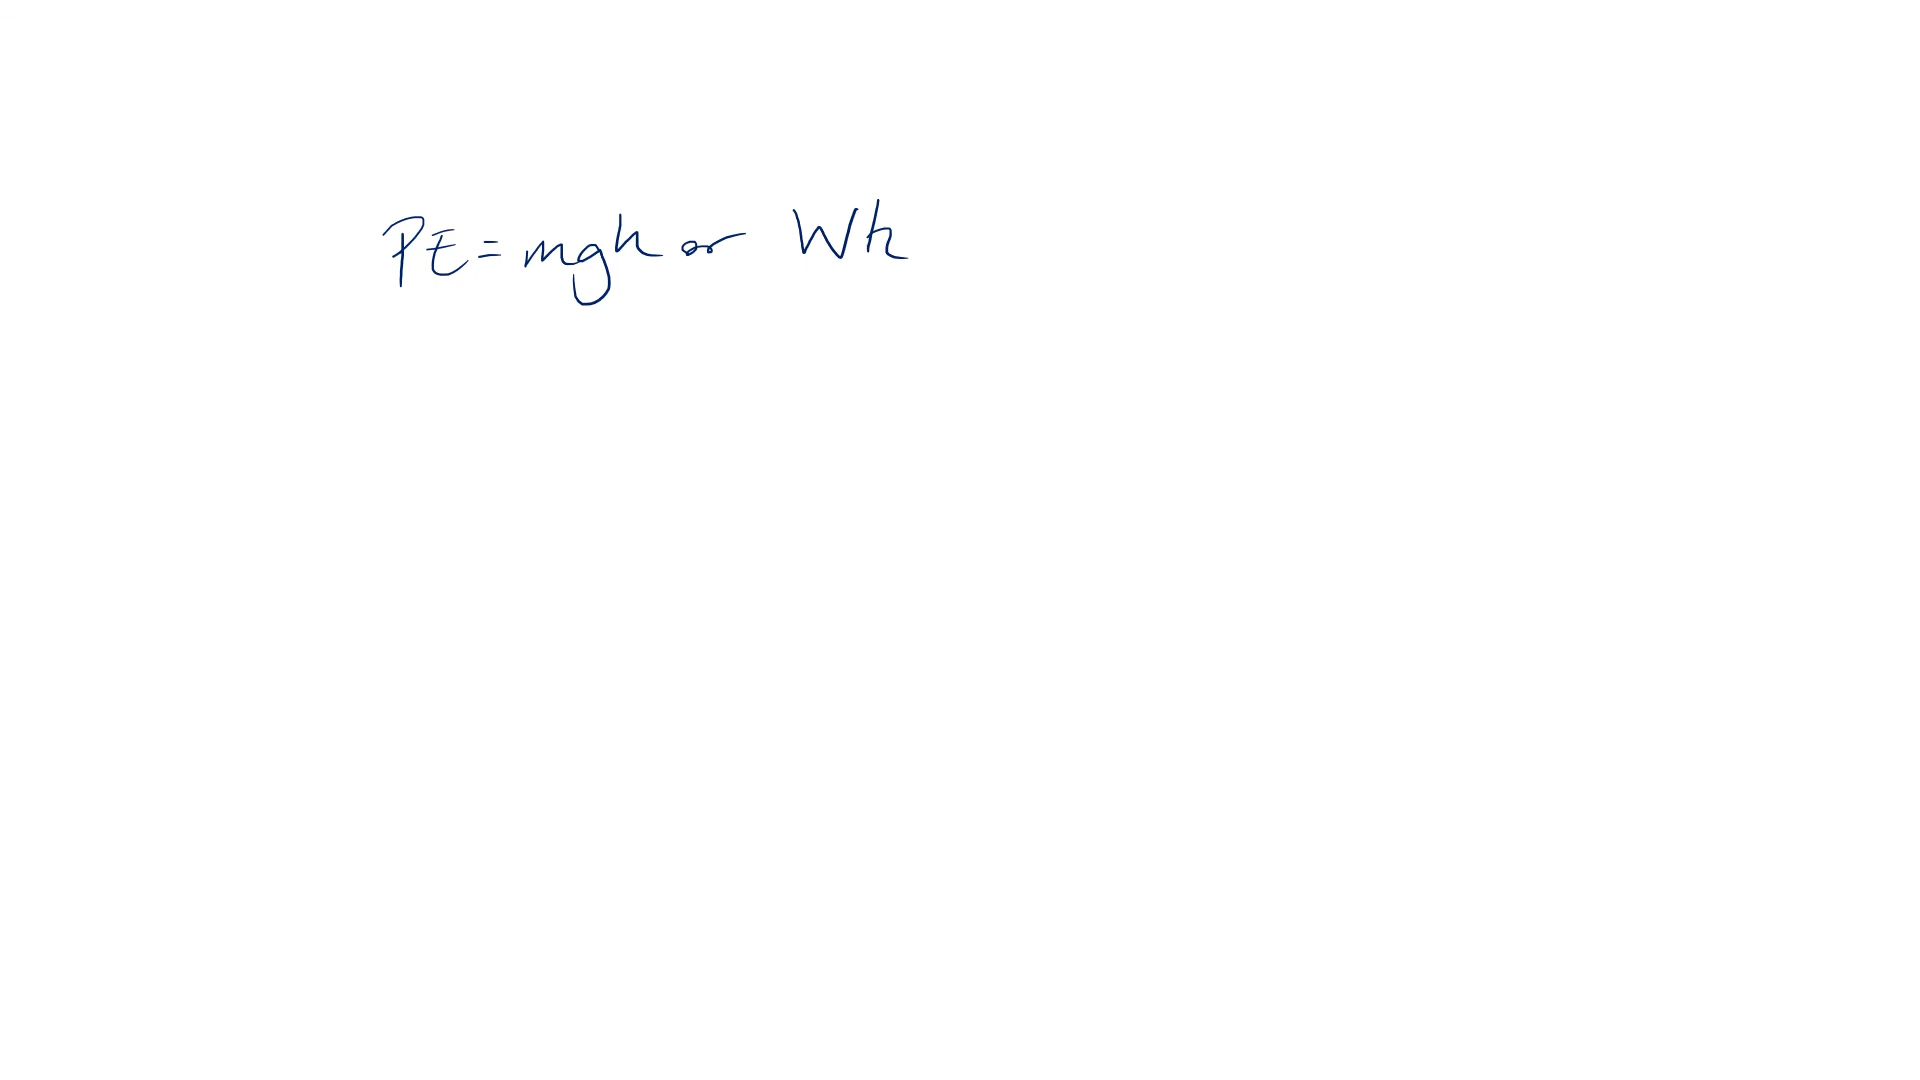 PE = mgh or Wh